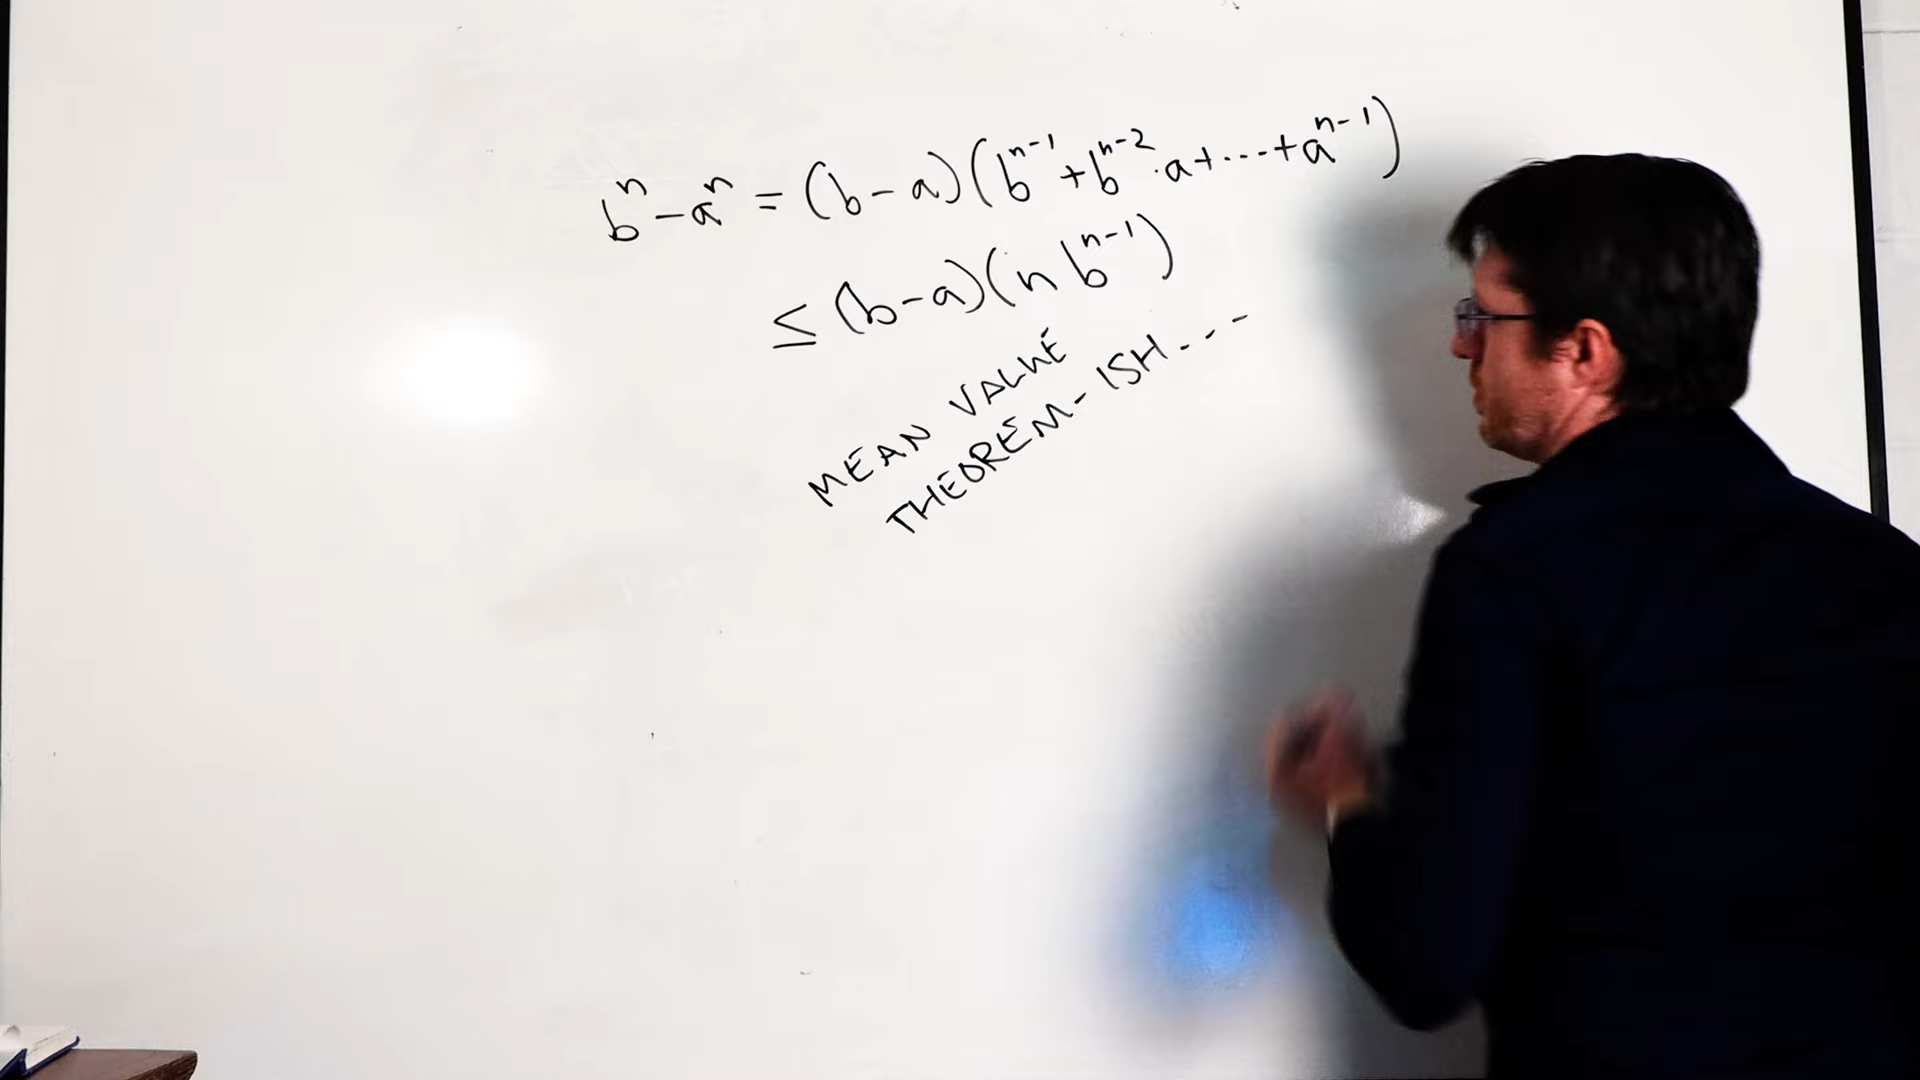 bⁿ-aⁿ = (b-a)(bⁿ⁻¹+bⁿ⁻²·a+···+aⁿ⁻¹)
≤ (b-a)(n bⁿ⁻¹)
MEAN VALUE
THEOREM-ISH...